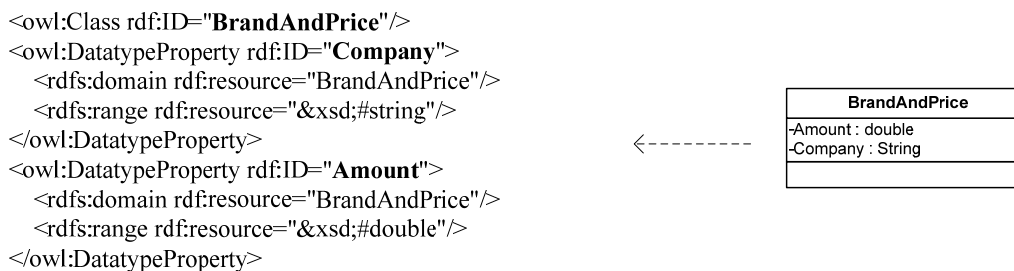 <owl:Class rdf:ID="BrandAndPrice"/>
<owl:DatatypeProperty rdf:ID="Company">
<rdfs:domain rdf:resource="BrandAndPrice"/>
<rdfs:range rdf:resource="&xsd;#string"/>
</owl:DatatypeProperty>
<owl:DatatypeProperty rdf:ID="Amount">
<rdfs:domain rdf:resource="BrandAndPrice"/>
<rdfs:range rdf:resource="&xsd;#double"/>
</owl:DatatypeProperty>
BrandAndPrice
-Amount : double
-Company : String